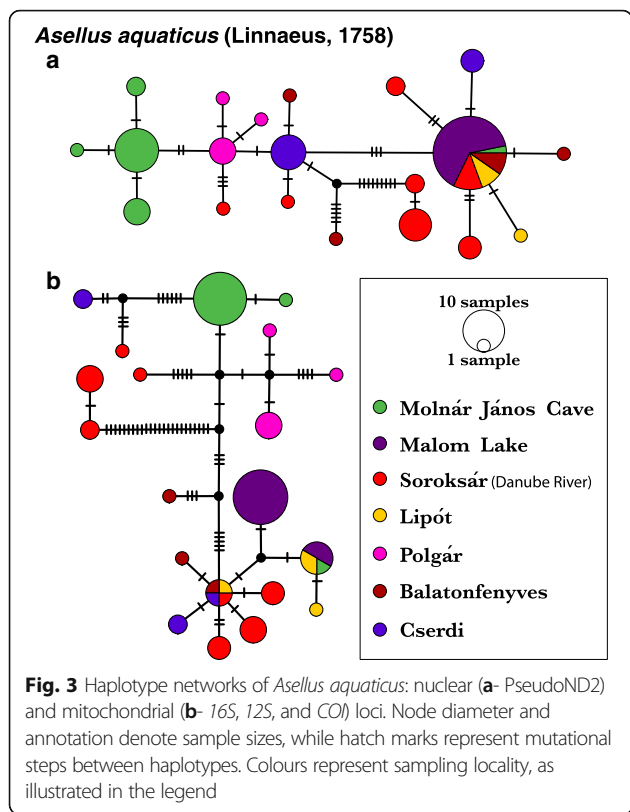 Asellus aquaticus (Linnaeus, 1758)
a
b
10 samples
1 sample
Molnár János Cave
Malom Lake
Soroksár (Danube River)
Lipót
Polgár
Balatonfenyves
Cserdi
Fig. 3 Haplotype networks of Asellus aquaticus: nuclear (a- PseudoND2)
and mitochondrial (b- 16S, 12S, and COI) loci. Node diameter and
annotation denote sample sizes, while hatch marks represent mutational
steps between haplotypes. Colours represent sampling locality, as
illustrated in the legend